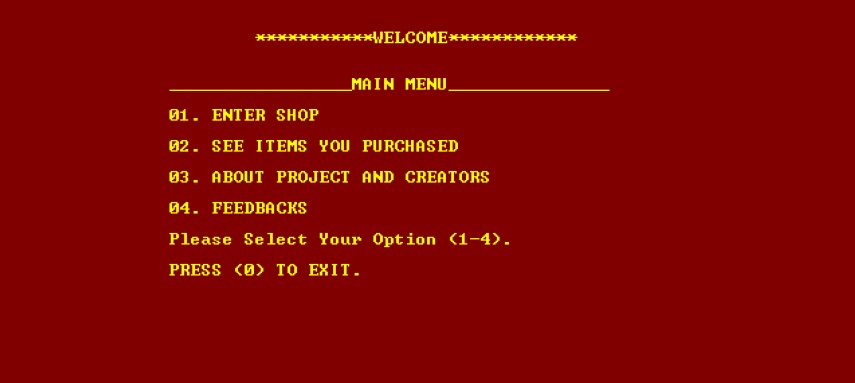 ***********WELCOME************
_________________MAIN MENU_______________
01. ENTER SHOP
02. SEE ITEMS YOU PURCHASED
03. ABOUT PROJECT AND CREATORS
04. FEEDBACKS
Please Select Your Option (1-4).
PRESS (0) TO EXIT.